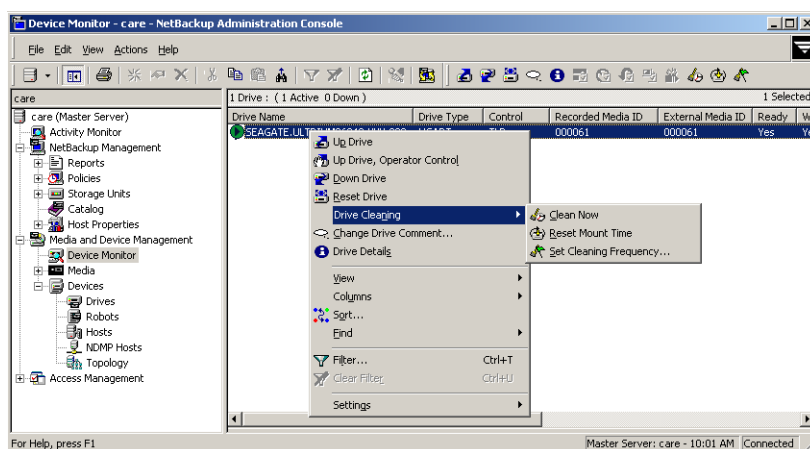 Device Monitor - care - NetBackup Administration Console
File Edit View Actions Help
care
1 Drive : ( 1 Active 0 Down )
1 Selected
Drive Name Drive Type Control Recorded Media ID External Media ID Ready
000061 000061 Yes
care (Master Server)
Activity Monitor
NetBackup Management
Reports
Policies
Storage Units
Catalog
Host Properties
Media and Device Management
Device Monitor
Media
Devices
Drives
Robots
Hosts
NDMP Hosts
Topology
Access Management
Up Drive
Up Drive, Operator Control
Down Drive
Reset Drive
Drive Cleaning
Change Drive Comment...
Drive Details
View
Columns
Sort...
Find
Filter... Ctrl+T
Clear Filter Ctrl+U
Settings
Clean Now
Reset Mount Time
Set Cleaning Frequency...
For Help, press F1
Master Server: care - 10:01 AM Connected